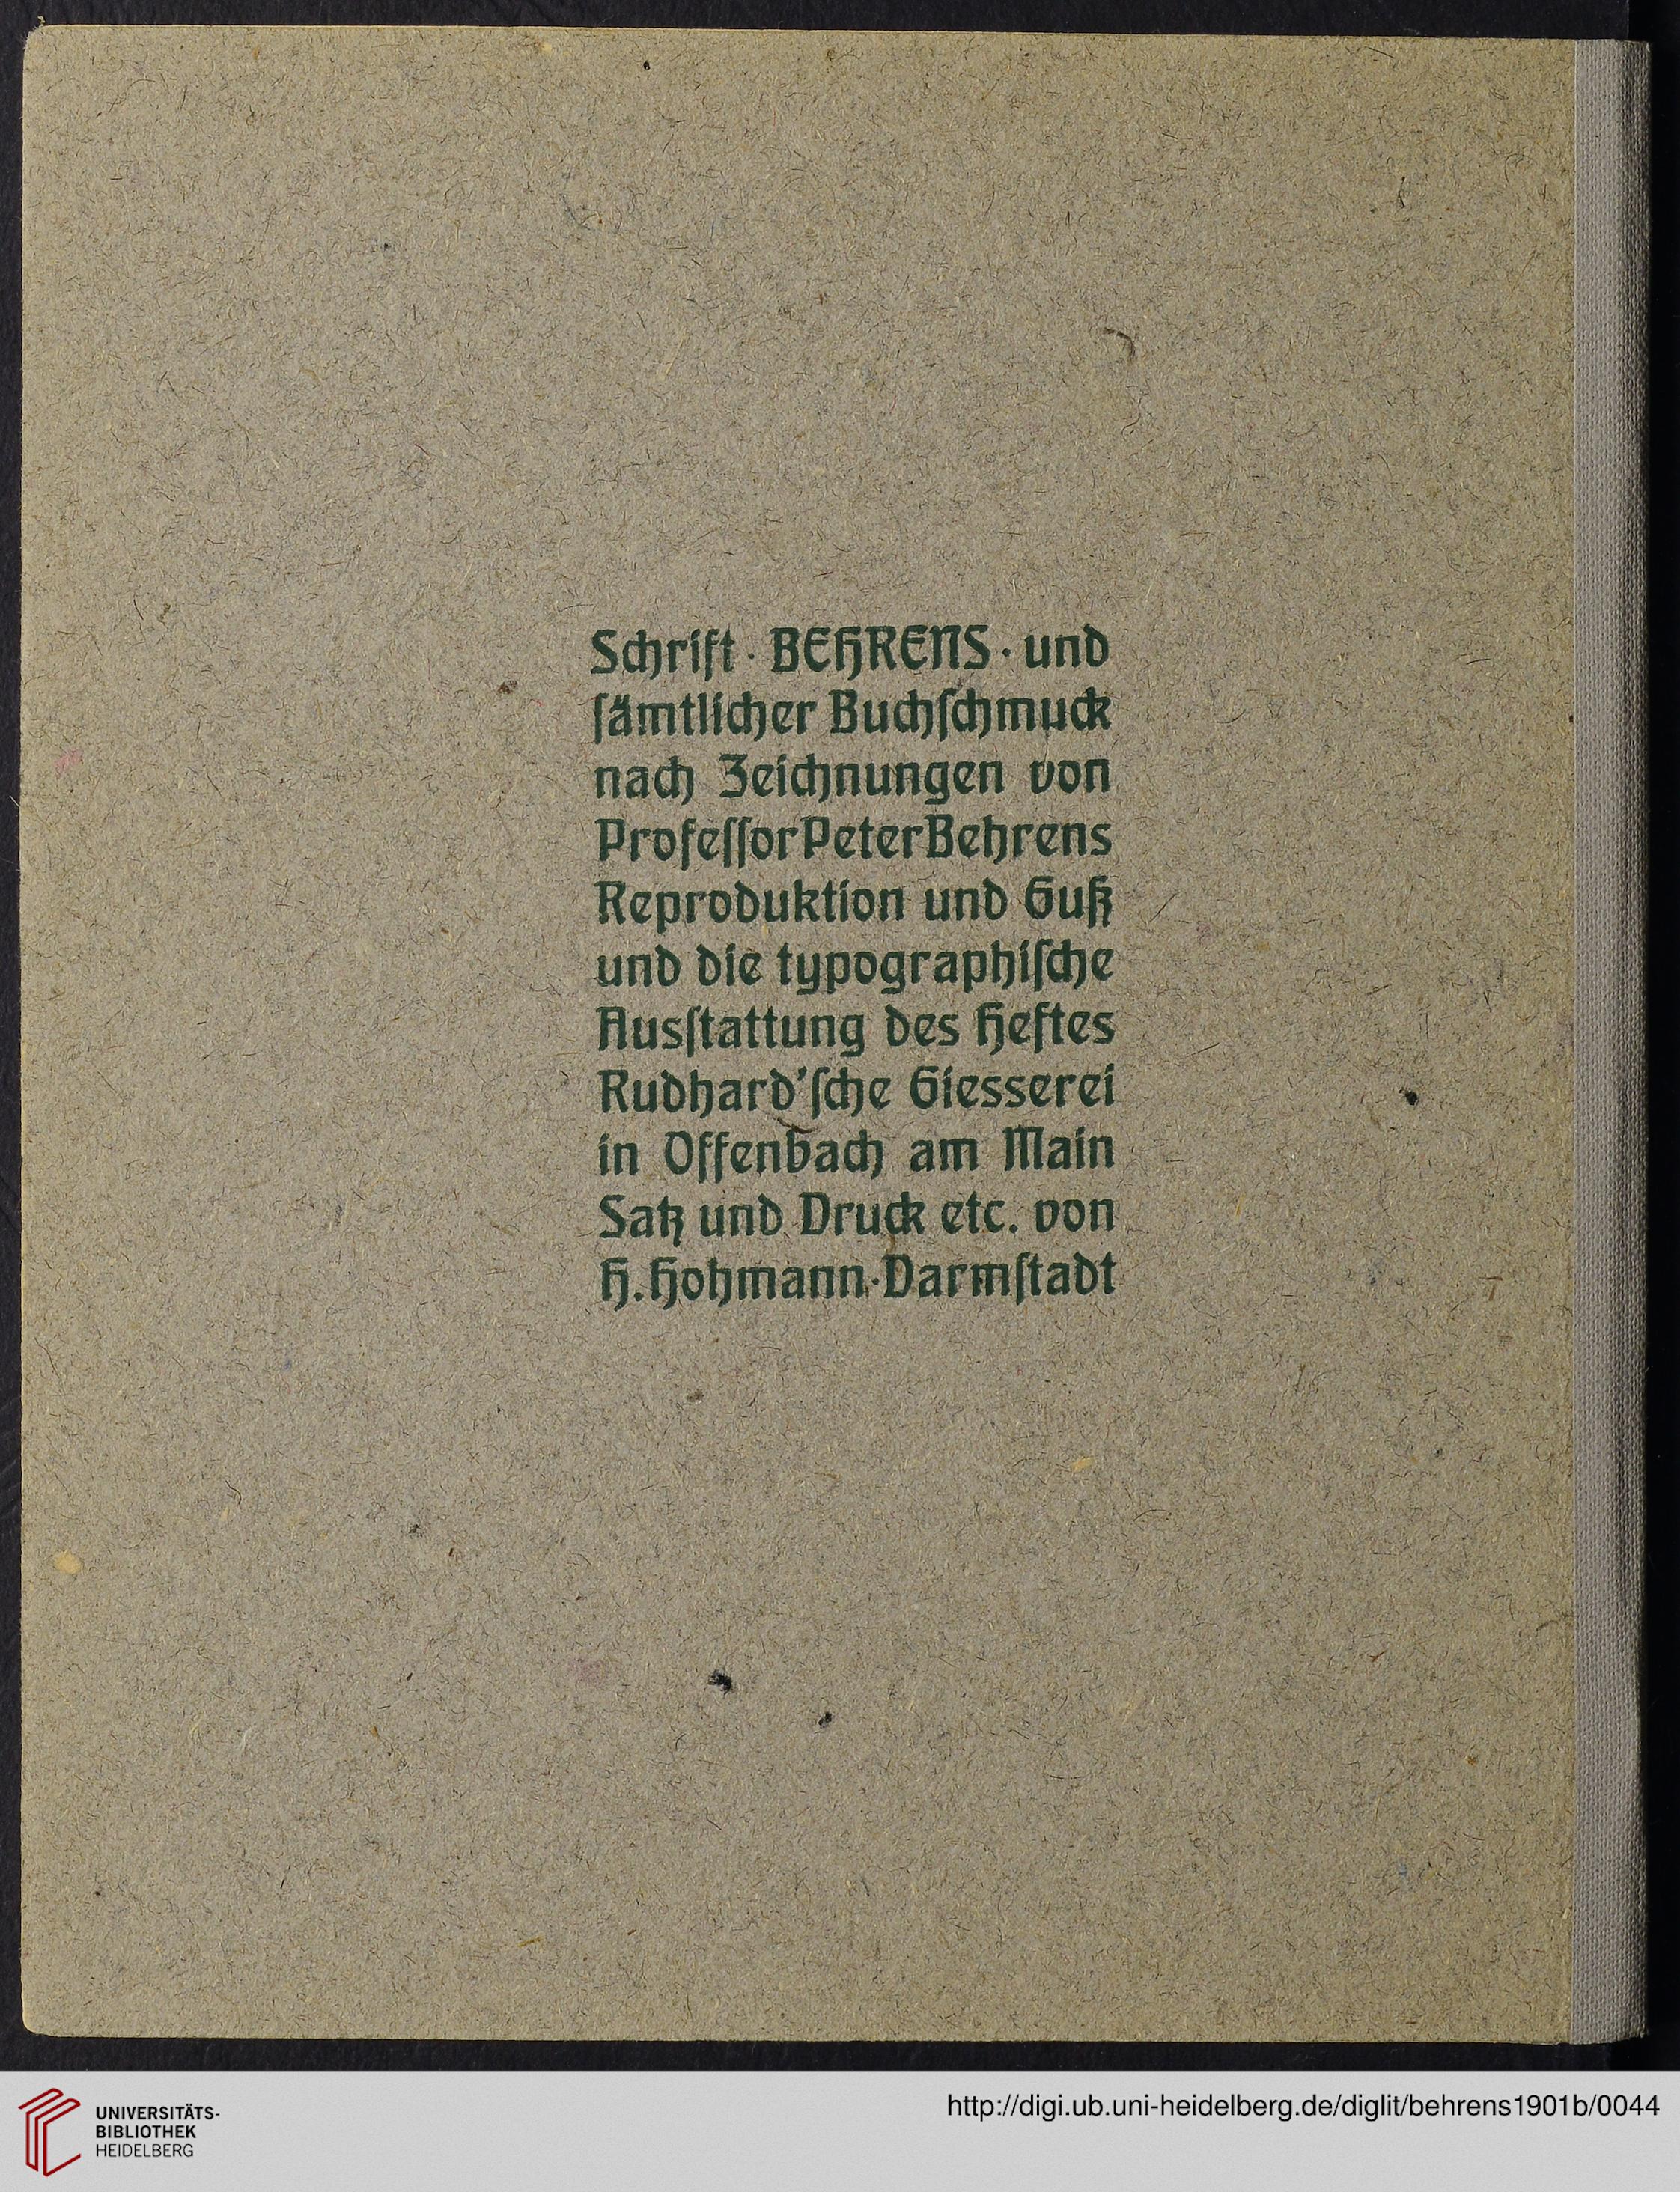 Schrift · BEHRENS · und
ſämtlicher Buchſchmuck
nach Zeichnungen von
Profeſſor Peter Behrens
Reproduktion und Guß
und die typographiſche
Ausſtattung des Heftes
Rudhard'ſche Giesserei
in Offenbach am Main
Satz und Druck etc. von
H. Hohmann · Darmſtadt
UNIVERSITÄTS-
BIBLIOTHEK
HEIDELBERG
http://digi.ub.uni-heidelberg.de/diglit/behrens1901b/0044